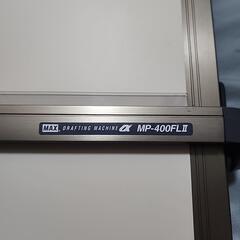 MAX DRAFTING MACHINE α MP-400FLⅡ